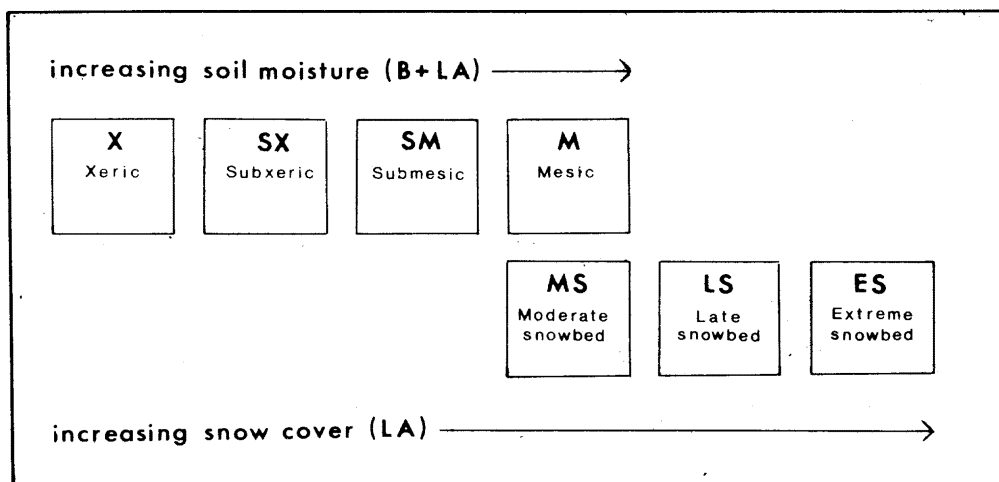 increasing soil moisture (B+LA)
X
Xeric
SX
Subxeric
SM
Submesic
M
Mesic
MS
Moderate
snowbed
LS
Late
snowbed
ES
Extreme
snowbed
increasing snow cover (LA)